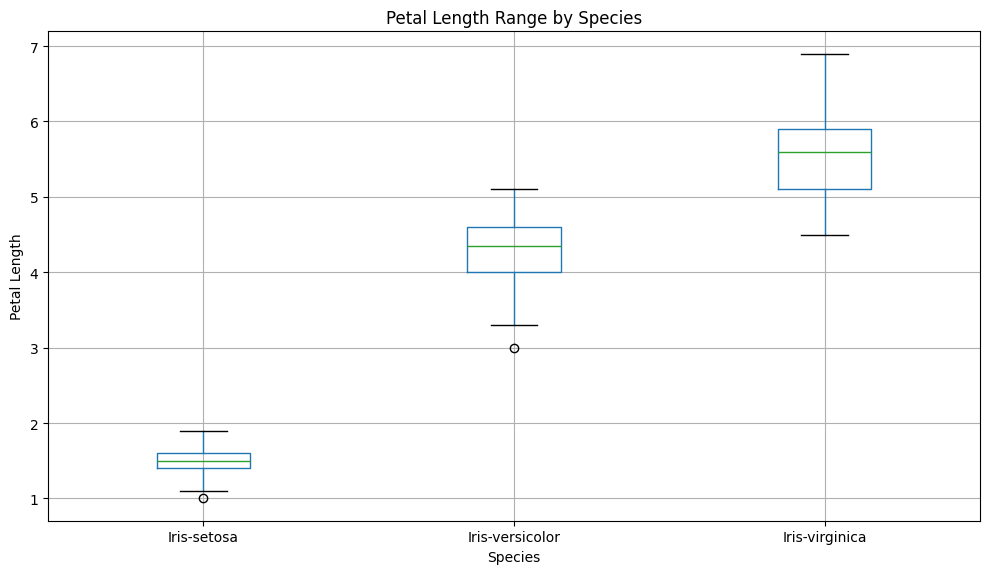 Petal Length Range by Species
Petal Length
7
6
5
4
3
2
1
Iris-setosa
Iris-versicolor
Iris-virginica
Species